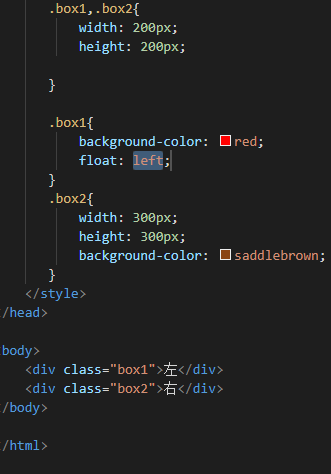 .box1,.box2{
width: 200px;
height: 200px;
}
.box1{
background-color: red;
float: left;
}
.box2{
width: 300px;
height: 300px;
background-color: saddlebrown;
}
</style>
</head>
<body>
<div class="box1">左</div>
<div class="box2">右</div>
</body>
</html>